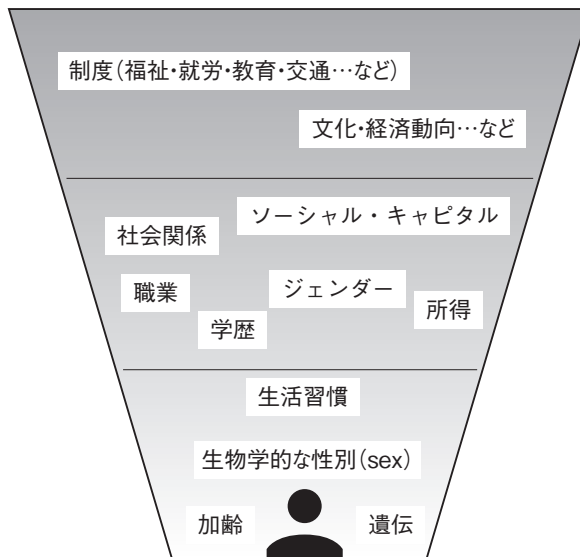 制度(福祉・就労・教育・交通…など)
文化・経済動向…など
ソーシャル・キャピタル
社会関係
職業
ジェンダー
所得
学歴
生活習慣
生物学的な性別(sex)
加齢
遺伝